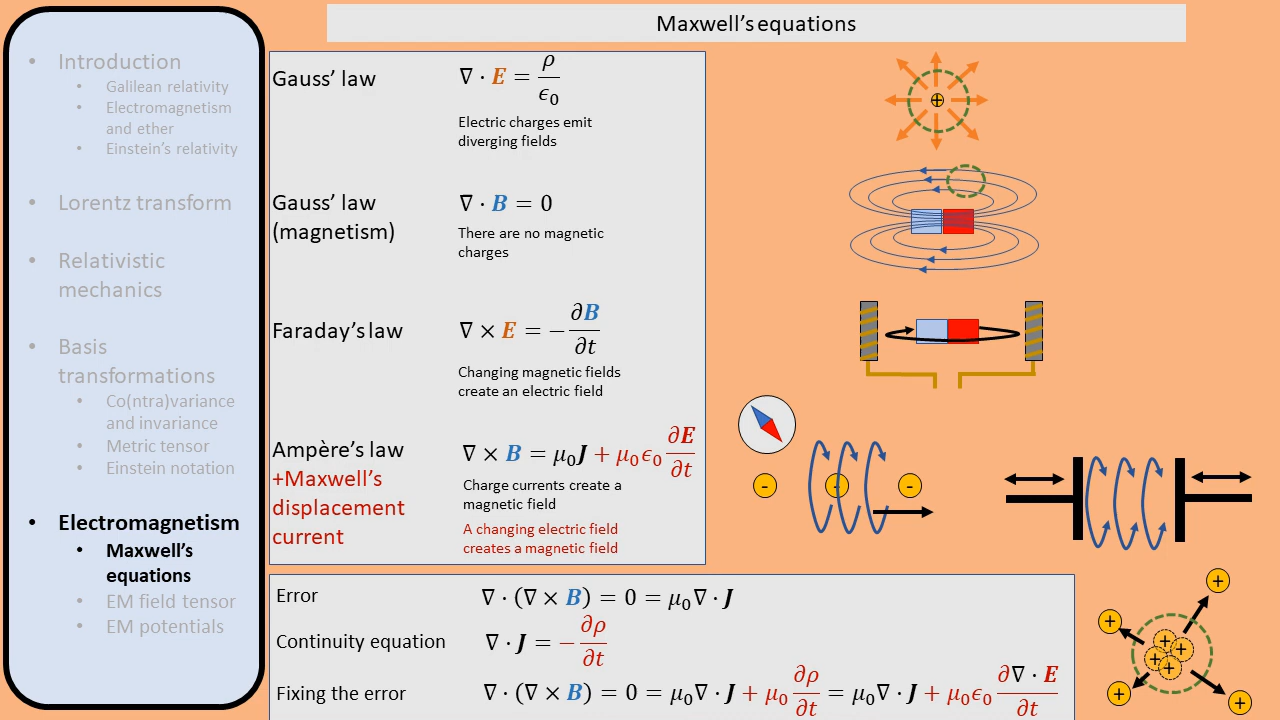 Maxwell's equations
• Introduction
• Galilean relativity
• Electromagnetism
and ether
• Einstein's relativity
• Lorentz transform
• Relativistic
mechanics
• Basis
transformations
• Co(ntra)variance
and invariance
• Metric tensor
• Einstein notation
• Electromagnetism
• Maxwell's
equations
• EM field tensor
• EM potentials
Gauss' law ∇ · E = ρ/ϵ₀
Electric charges emit
diverging fields
Gauss' law
(magnetism)
∇ · B = 0
There are no magnetic
charges
Faraday's law ∇ × E = −∂B/∂t
Changing magnetic fields
create an electric field
Ampère's law
+Maxwell's
displacement
current
∇ × B = μ₀J + μ₀ϵ₀ ∂E/∂t
Charge currents create a
magnetic field
A changing electric field
creates a magnetic field
Error ∇ · (∇ × B) = 0 = μ₀∇ · J
Continuity equation ∇ · J = −∂ρ/∂t
Fixing the error ∇ · (∇ × B) = 0 = μ₀∇ · J + μ₀ ∂ρ/∂t = μ₀∇ · J + μ₀ϵ₀ ∂∇ · E/∂t
+
- - -
+
+
+
+
+
+
+
+